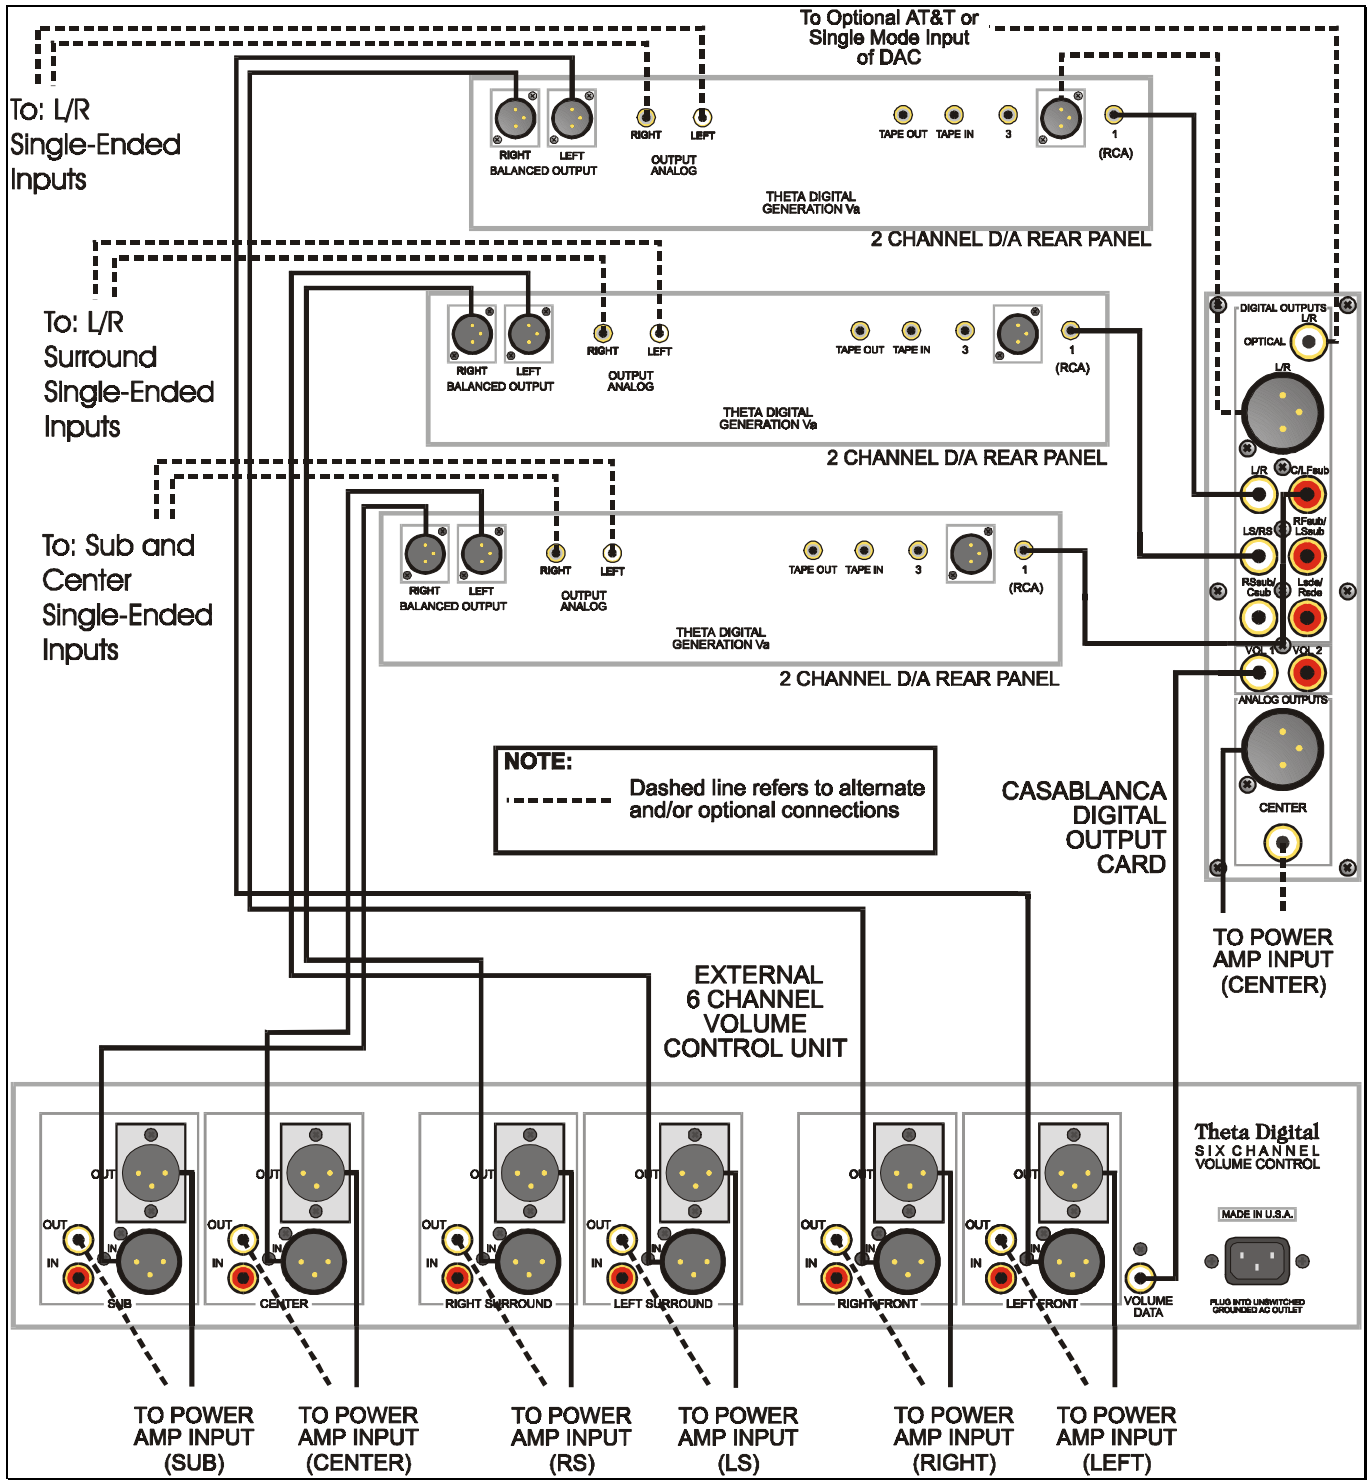 To Optional AT&T or
Single Mode Input
of DAC
To: L/R
Single-Ended
Inputs
RIGHT
LEFT
BALANCED OUTPUT
RIGHT
LEFT
OUTPUT
ANALOG
TAPE OUT
TAPE IN
3
1
(RCA)
THETA DIGITAL
GENERATION Va
2 CHANNEL D/A REAR PANEL
To: L/R
Surround
Single-Ended
Inputs
RIGHT
LEFT
BALANCED OUTPUT
RIGHT
LEFT
OUTPUT
ANALOG
TAPE OUT
TAPE IN
3
1
(RCA)
THETA DIGITAL
GENERATION Va
2 CHANNEL D/A REAR PANEL
To: Sub and
Center
Single-Ended
Inputs
RIGHT
LEFT
BALANCED OUTPUT
RIGHT
LEFT
OUTPUT
ANALOG
TAPE OUT
TAPE IN
3
1
(RCA)
THETA DIGITAL
GENERATION Va
2 CHANNEL D/A REAR PANEL
DIGITAL OUTPUTS
L/R
OPTICAL
L/R
L/R
C/LFsub
LS/RS
RFsub/
LSsub
RSsub/
Csub
Lsde/
Rsde
VOL 1
VOL 2
ANALOG OUTPUTS
CENTER
NOTE:
Dashed line refers to alternate
and/or optional connections
CASABLANCA
DIGITAL
OUTPUT
CARD
TO POWER
AMP INPUT
(CENTER)
EXTERNAL
6 CHANNEL
VOLUME
CONTROL UNIT
OUT
OUT
IN
IN
SUB
OUT
OUT
IN
IN
CENTER
OUT
OUT
IN
IN
RIGHT SURROUND
OUT
OUT
IN
IN
LEFT SURROUND
OUT
OUT
IN
IN
RIGHT FRONT
OUT
OUT
IN
IN
LEFT FRONT
VOLUME
DATA
Theta Digital
SIX CHANNEL
VOLUME CONTROL
MADE IN U.S.A.
PLUG INTO UNSWITCHED
GROUNDED AC OUTLET
TO POWER
AMP INPUT
(SUB)
TO POWER
AMP INPUT
(CENTER)
TO POWER
AMP INPUT
(RS)
TO POWER
AMP INPUT
(LS)
TO POWER
AMP INPUT
(RIGHT)
TO POWER
AMP INPUT
(LEFT)